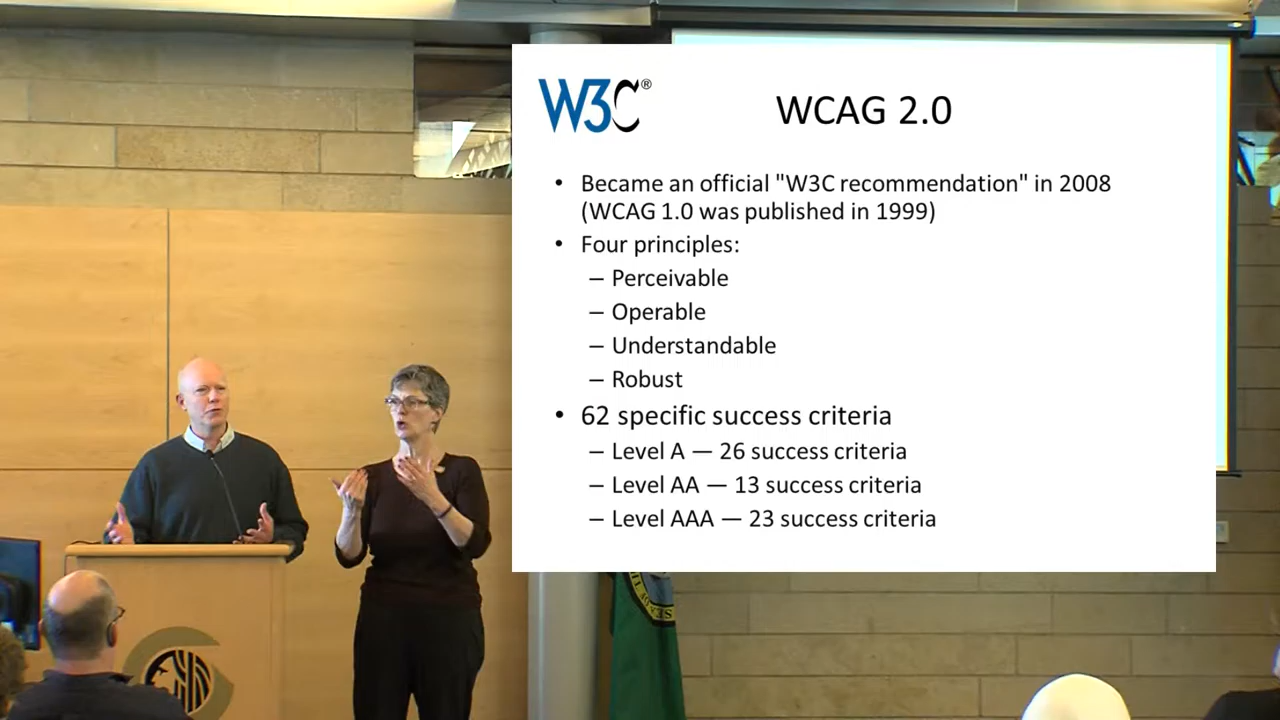 W3C®
WCAG 2.0
• Became an official "W3C recommendation" in 2008
(WCAG 1.0 was published in 1999)
• Four principles:
– Perceivable
– Operable
– Understandable
– Robust
• 62 specific success criteria
– Level A — 26 success criteria
– Level AA — 13 success criteria
– Level AAA — 23 success criteria